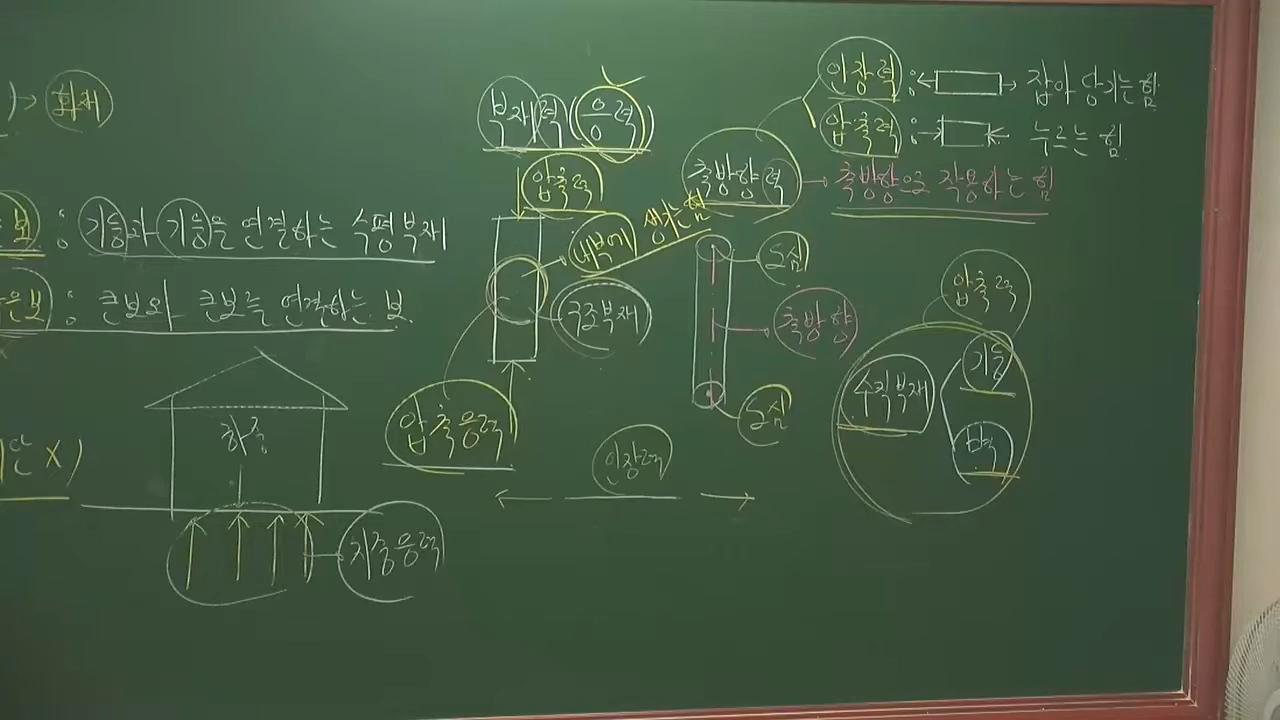 ) → 화재
보 : 기둥과 기둥을 연결하는 수평부재
은보 : 큰보와 큰보를 연결하는 보
하중
단 X)
지중응력
부재력 (응력)
압축력
내부에 생기는 힘
구조부재
압축응력
인장력
인장력 : 잡아 당기는 힘
압축력 : 누르는 힘
축방향력 → 축방향으로 작용하는 힘
도심
축방향
도심
압축력
수직부재
기둥
벽